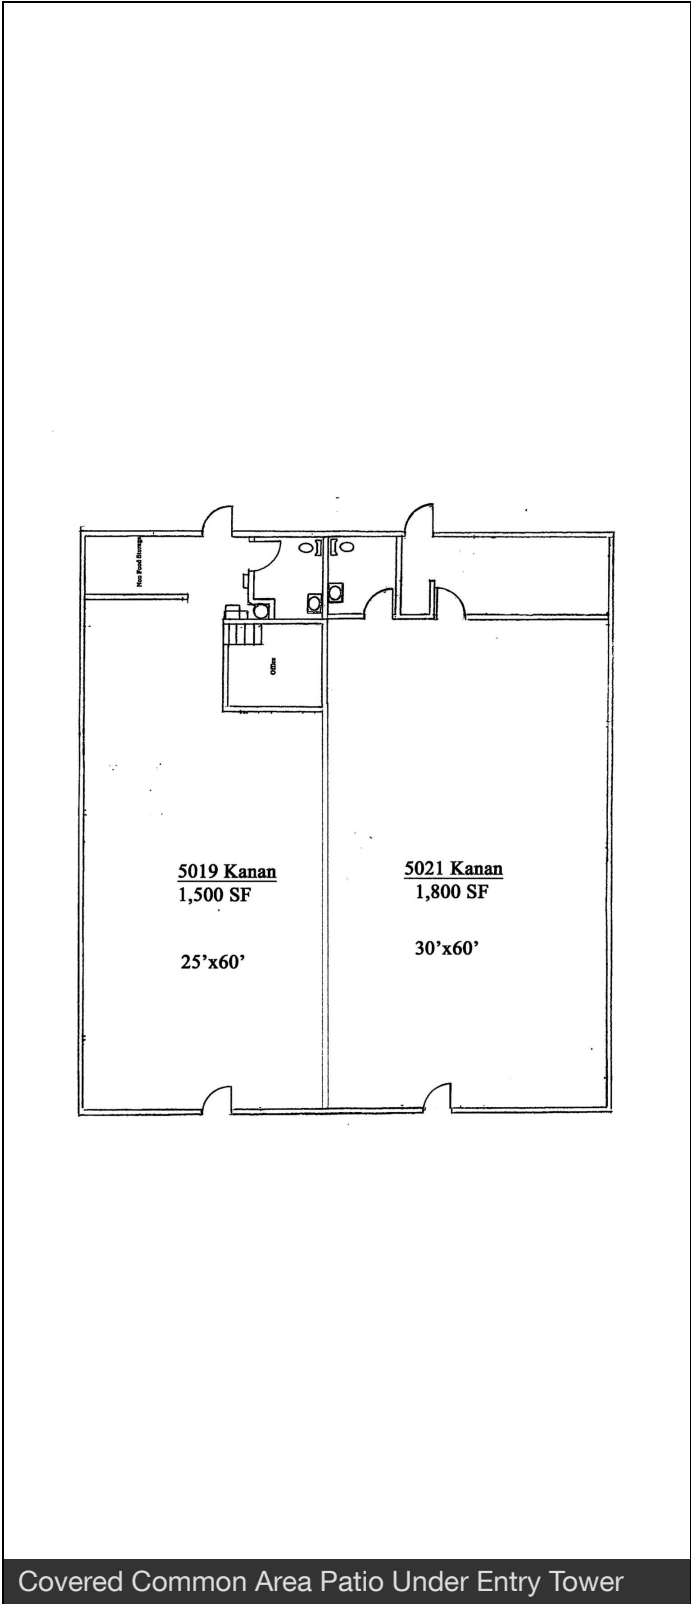 Non Food Storage
Office
5019 Kanan
1,500 SF
25’x60’
5021 Kanan
1,800 SF
30’x60’
Covered Common Area Patio Under Entry Tower